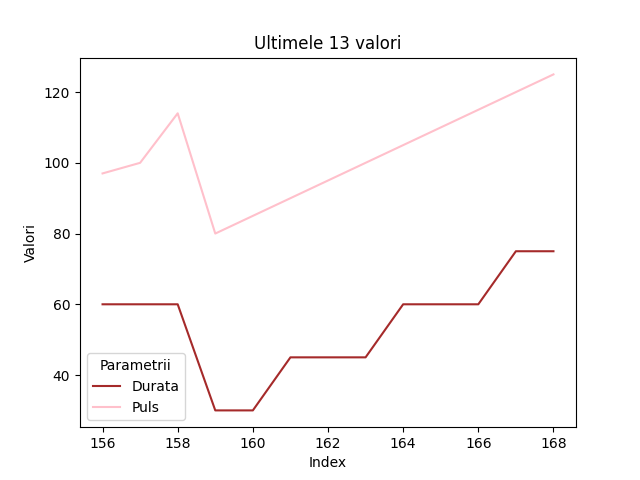 Ultimele 13 valori
Valori
120
100
80
60
40
Parametrii
Durata
Puls
156 158 160 162 164 166 168
Index